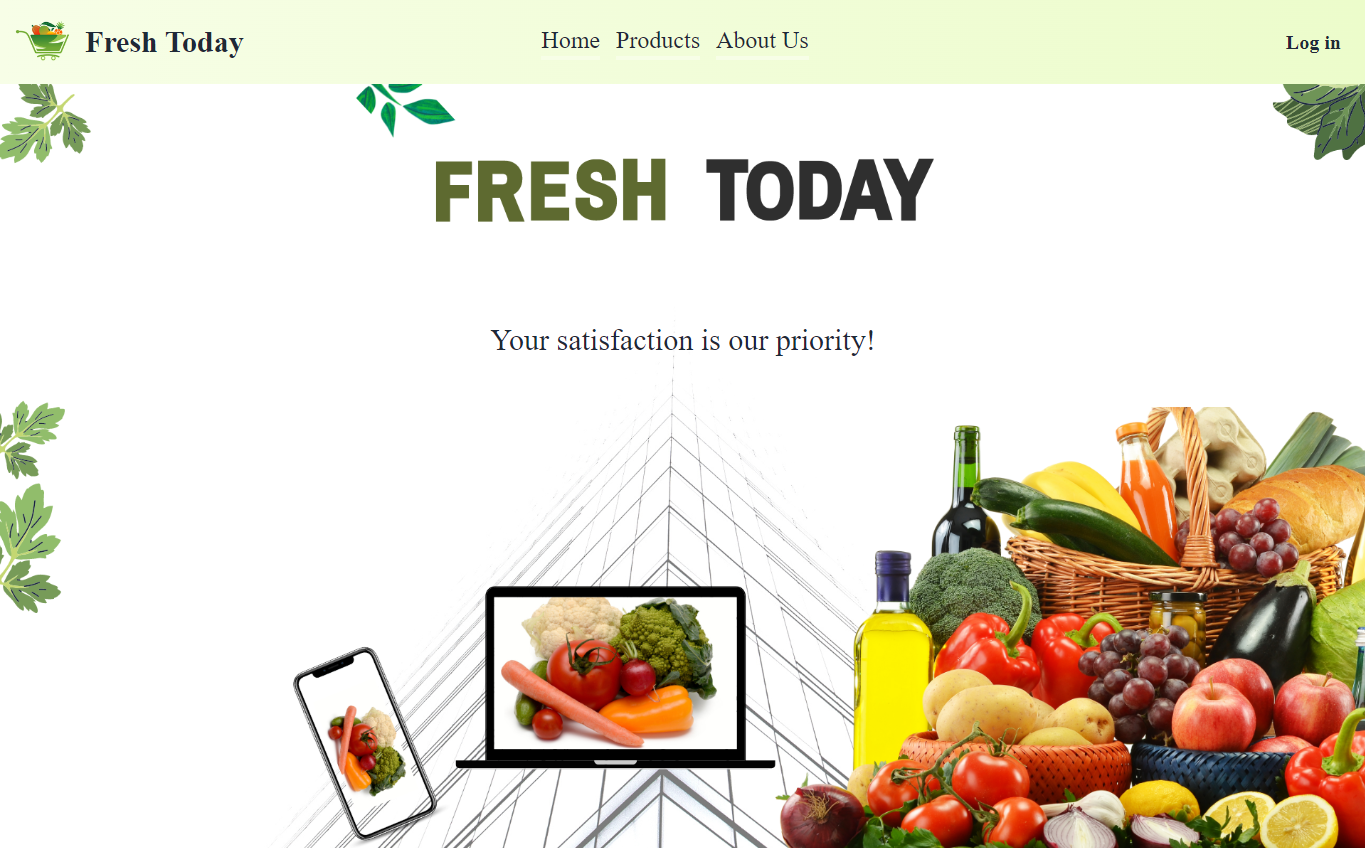 Fresh Today
Home Products About Us
Log in
FRESH TODAY
Your satisfaction is our priority!